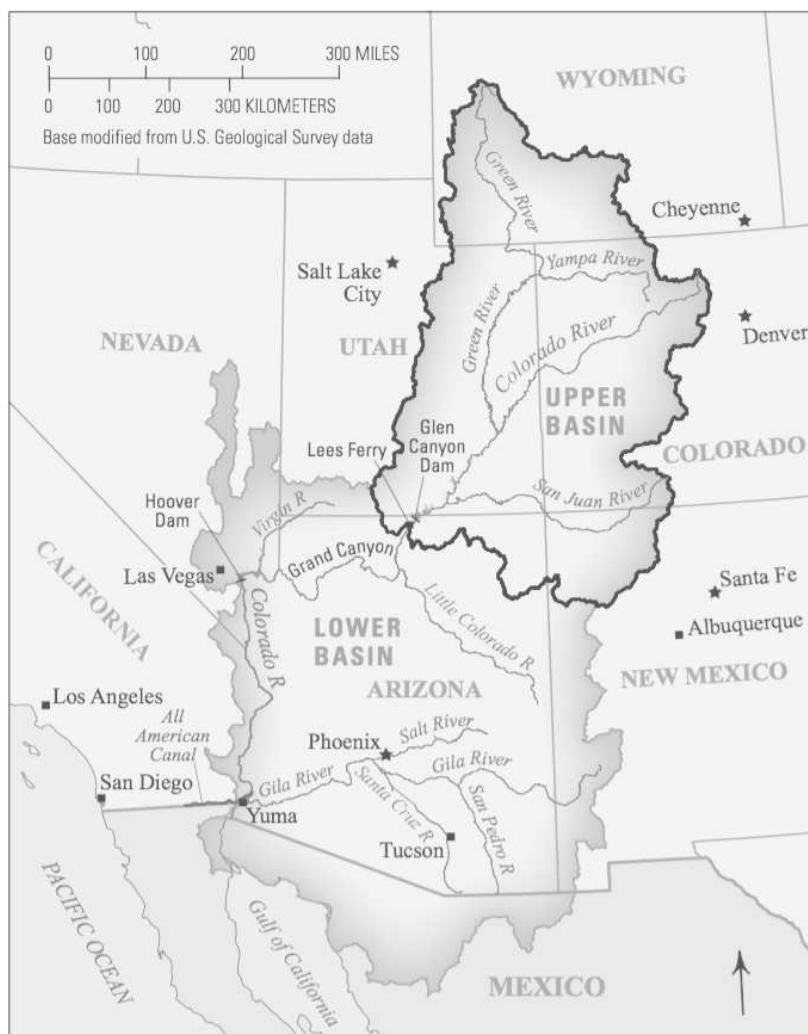 0 100 200 300 MILES
0 100 200 300 KILOMETERS
Base modified from U.S. Geological Survey data
WYOMING
Green River
Cheyenne
Salt Lake
City
Yampa River
NEVADA
UTAH
Green River
Colorado River
Denver
UPPER
BASIN
Glen
Canyon
Dam
Lees Ferry
COLORADO
Hoover
Dam
Virgin R
San Juan River
Grand Canyon
CALIFORNIA
Las Vegas
Santa Fe
Colorado R
LOWER
BASIN
Little Colorado R
Albuquerque
NEW MEXICO
Los Angeles
ARIZONA
All
American
Canal
Phoenix
Salt River
San Diego
Gila River
Gila River
Yuma
Santa Cruz R
San Pedro R
Tucson
PACIFIC OCEAN
Gulf of California
MEXICO